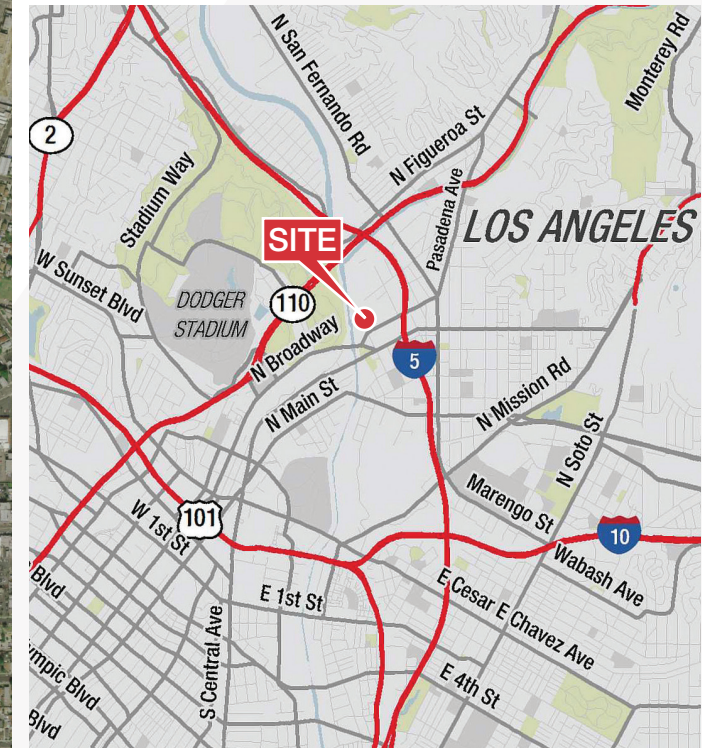 N San Fernando Rd
Monterey Rd
2
Stadium Way
N Figueroa St
Pasadena Ave
LOS ANGELES
SITE
W Sunset Blvd
DODGER
STADIUM
110
N Broadway
5
N Main St
N Mission Rd
N Soto St
Marengo St
101
W 1st St
10
Wabash Ave
Blvd
E 1st St
E Cesar E Chavez Ave
S Central Ave
E 4th St
ympic Blvd
Blvd